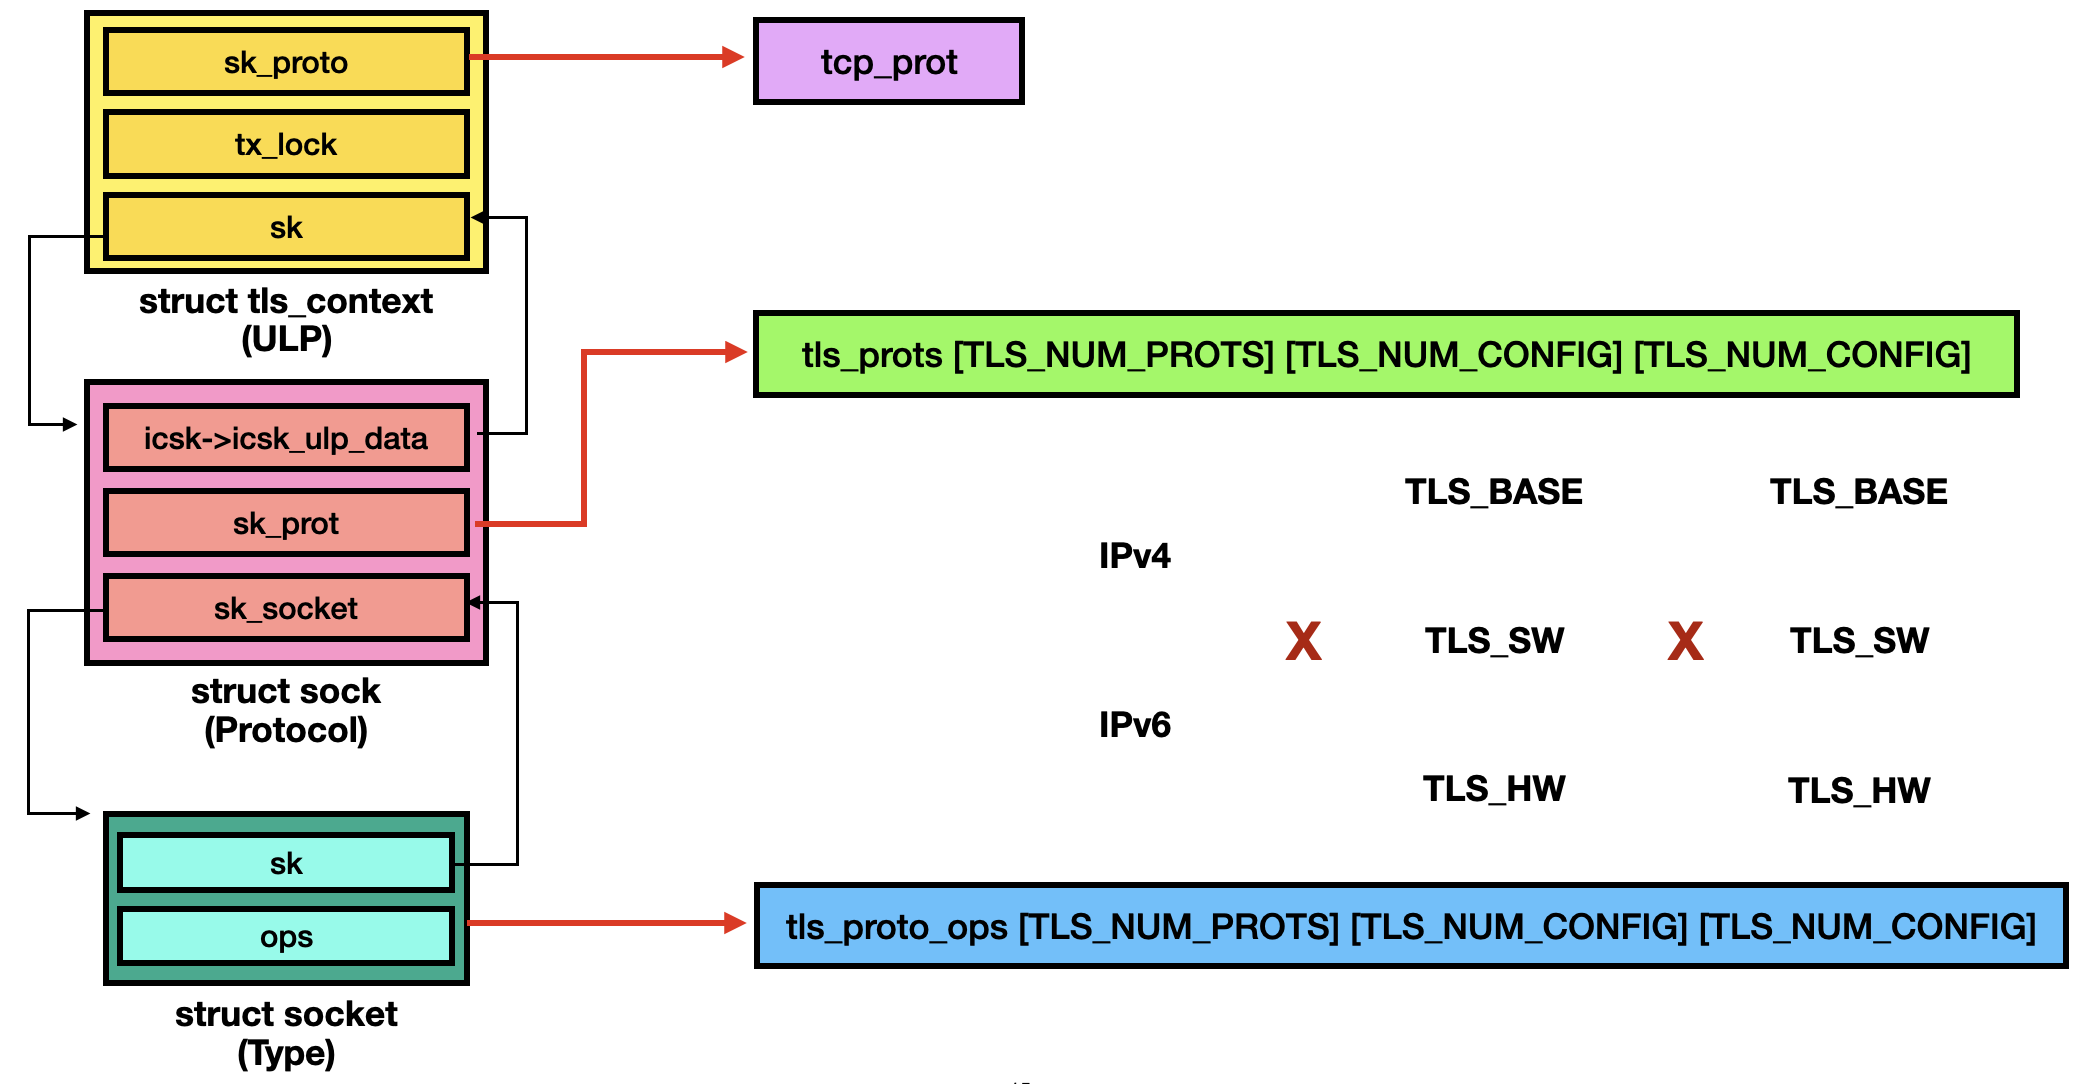 sk_proto
tx_lock
sk
struct tls_context
(ULP)
tcp_prot
icsk->icsk_ulp_data
sk_prot
sk_socket
struct sock
(Protocol)
tls_prots [TLS_NUM_PROTS] [TLS_NUM_CONFIG] [TLS_NUM_CONFIG]
TLS_BASE TLS_BASE
IPv4
X TLS_SW X TLS_SW
IPv6
TLS_HW TLS_HW
sk
ops
struct socket
(Type)
tls_proto_ops [TLS_NUM_PROTS] [TLS_NUM_CONFIG] [TLS_NUM_CONFIG]